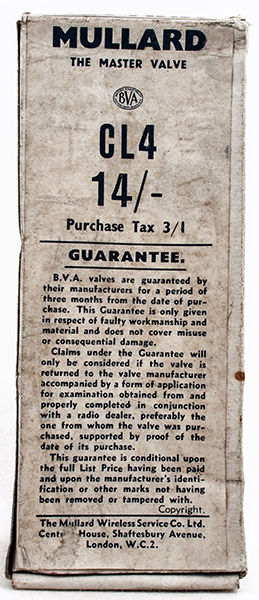 MULLARD
THE MASTER VALVE
BVA
CL4
14/-
Purchase Tax 3/1
GUARANTEE.
B.V.A. valves are guaranteed by
their manufacturers for a period of
three months from the date of pur-
chase. This Guarantee is only given
in respect of faulty workmanship and
material and does not cover misuse
or consequential damage.
Claims under the Guarantee will
only be considered if the valve is
returned to the valve manufacturer
accompanied by a form of application
for examination obtained from and
properly completed in conjunction
with a radio dealer, preferably the
one from whom the valve was pur-
chased, supported by proof of the
date of its purchase.
This guarantee is conditional upon
the full List Price having been paid
and upon the manufacturer's identi-
fication or other marks not having
been removed or tampered with.
Copyright.
The Mullard Wireless Service Co. Ltd.
Centr House, Shaftesbury Avenue,
London, W.C.2.